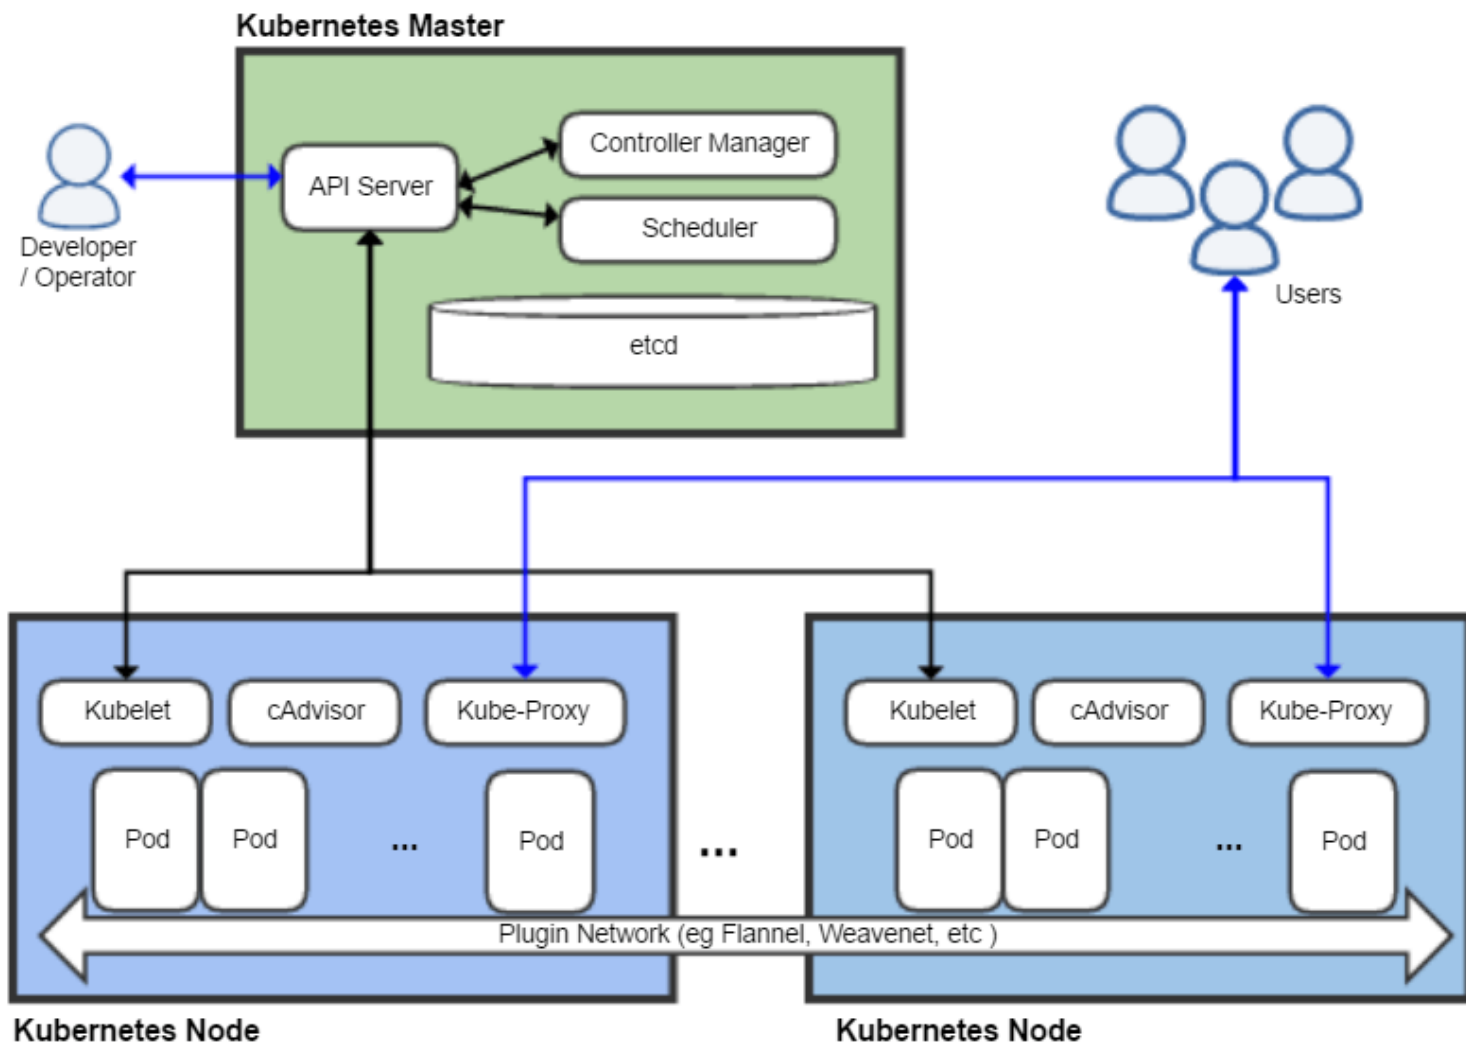 Kubernetes Master
Controller Manager
API Server
Scheduler
Developer
/ Operator
Users
etcd
Kubelet
cAdvisor
Kube-Proxy
Kubelet
cAdvisor
Kube-Proxy
Pod
Pod
...
Pod
...
Pod
Pod
...
Pod
Plugin Network (eg Flannel, Weavenet, etc )
Kubernetes Node
Kubernetes Node